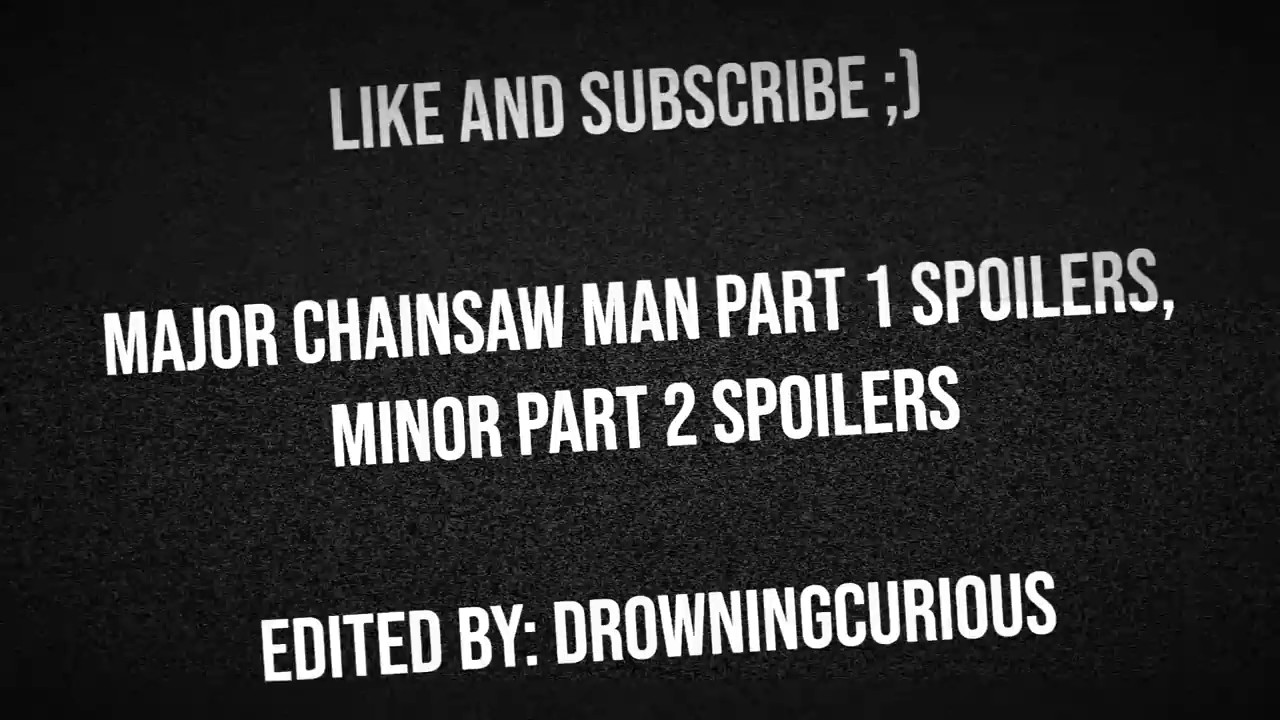 LIKE AND SUBSCRIBE ;)
MAJOR CHAINSAW MAN PART 1 SPOILERS,
MINOR PART 2 SPOILERS
EDITED BY: DROWNINGCURIOUS